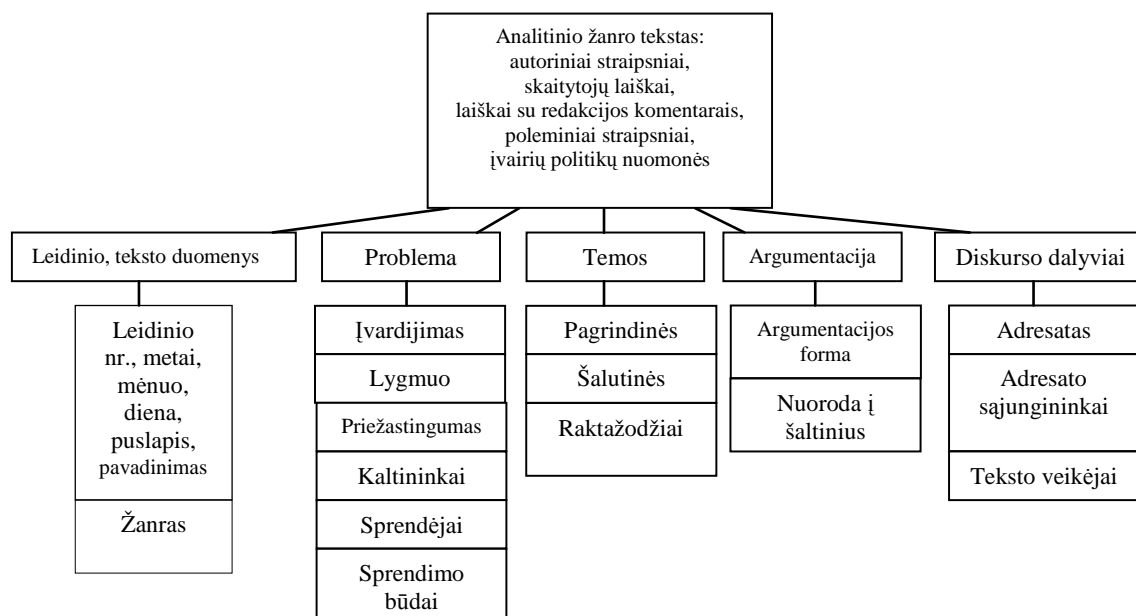 Analitinio žanro tekstas:
autoriniai straipsniai,
skaitytojų laiškai,
laiškai su redakcijos komentarais,
poleminiai straipsniai,
įvairių politikų nuomonės
Leidinio, teksto duomenys
Problema
Temos
Argumentacija
Diskurso dalyviai
Leidinio
nr., metai,
mėnuo,
diena,
puslapis,
pavadinimas
Žanras
Įvardijimas
Lygmuo
Priežastingumas
Kaltininkai
Sprendėjai
Sprendimo
būdai
Pagrindinės
Šalutinės
Raktažodžiai
Argumentacijos
forma
Nuoroda į
šaltinius
Adresatas
Adresato
sąjungininkai
Teksto veikėjai